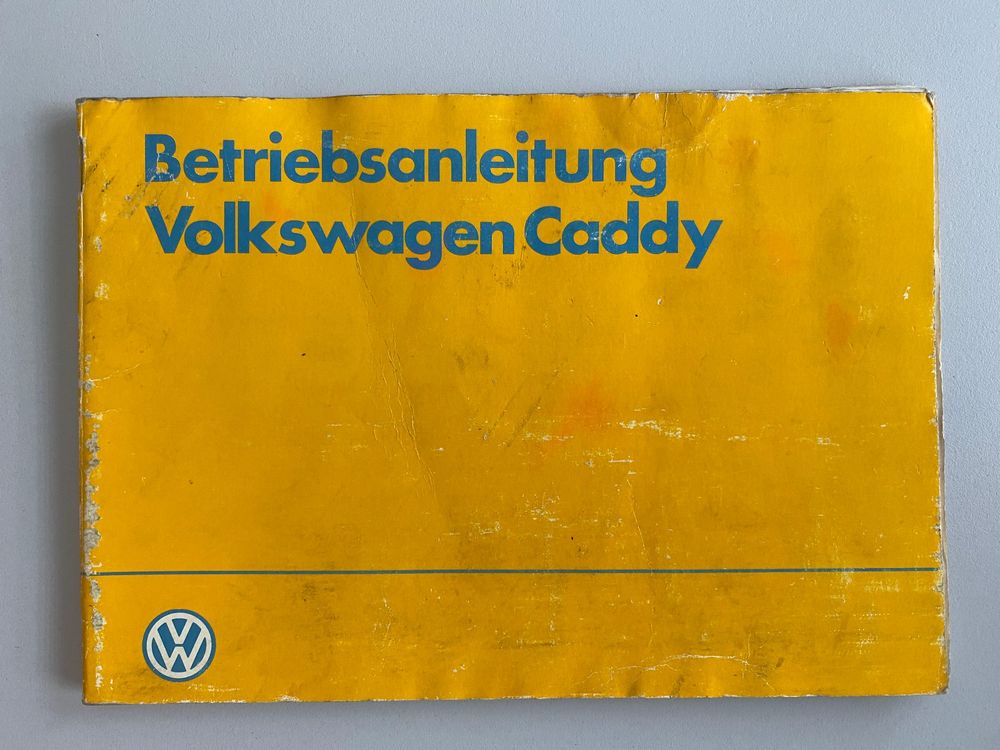 Betriebsanleitung
Volkswagen Caddy
VW